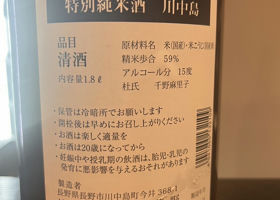 特別純米酒 川中島
品目 原材料名 米(国産)・米こうじ(国産米)
清酒 精米歩合 59%
内容量1.8ℓ アルコール分 15度
杜氏 千野麻里子
・保管は冷暗所でお願いします
・開栓後は早めにお召し上がりください
・お酒は楽しく適量を
・お酒は20歳になってから
・妊娠中や授乳期の飲酒は、胎児・乳児の
発育に悪影響を与えるおそれがあります
製造者
長野県長野市川中島町今井368-1